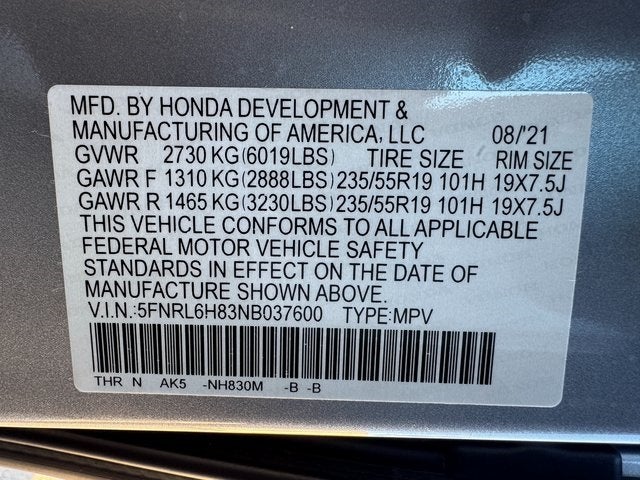 MFD. BY HONDA DEVELOPMENT &
MANUFACTURING OF AMERICA, LLC 08/'21
GVWR 2730 KG(6019LBS) TIRE SIZE RIM SIZE
GAWR F 1310 KG(2888LBS) 235/55R19 101H 19X7.5J
GAWR R 1465 KG(3230LBS) 235/55R19 101H 19X7.5J
THIS VEHICLE CONFORMS TO ALL APPLICABLE
FEDERAL MOTOR VEHICLE SAFETY
STANDARDS IN EFFECT ON THE DATE OF
MANUFACTURE SHOWN ABOVE.
V.I.N.:5FNRL6H83NB037600 TYPE:MPV
THR N AK5 -NH830M -B -B